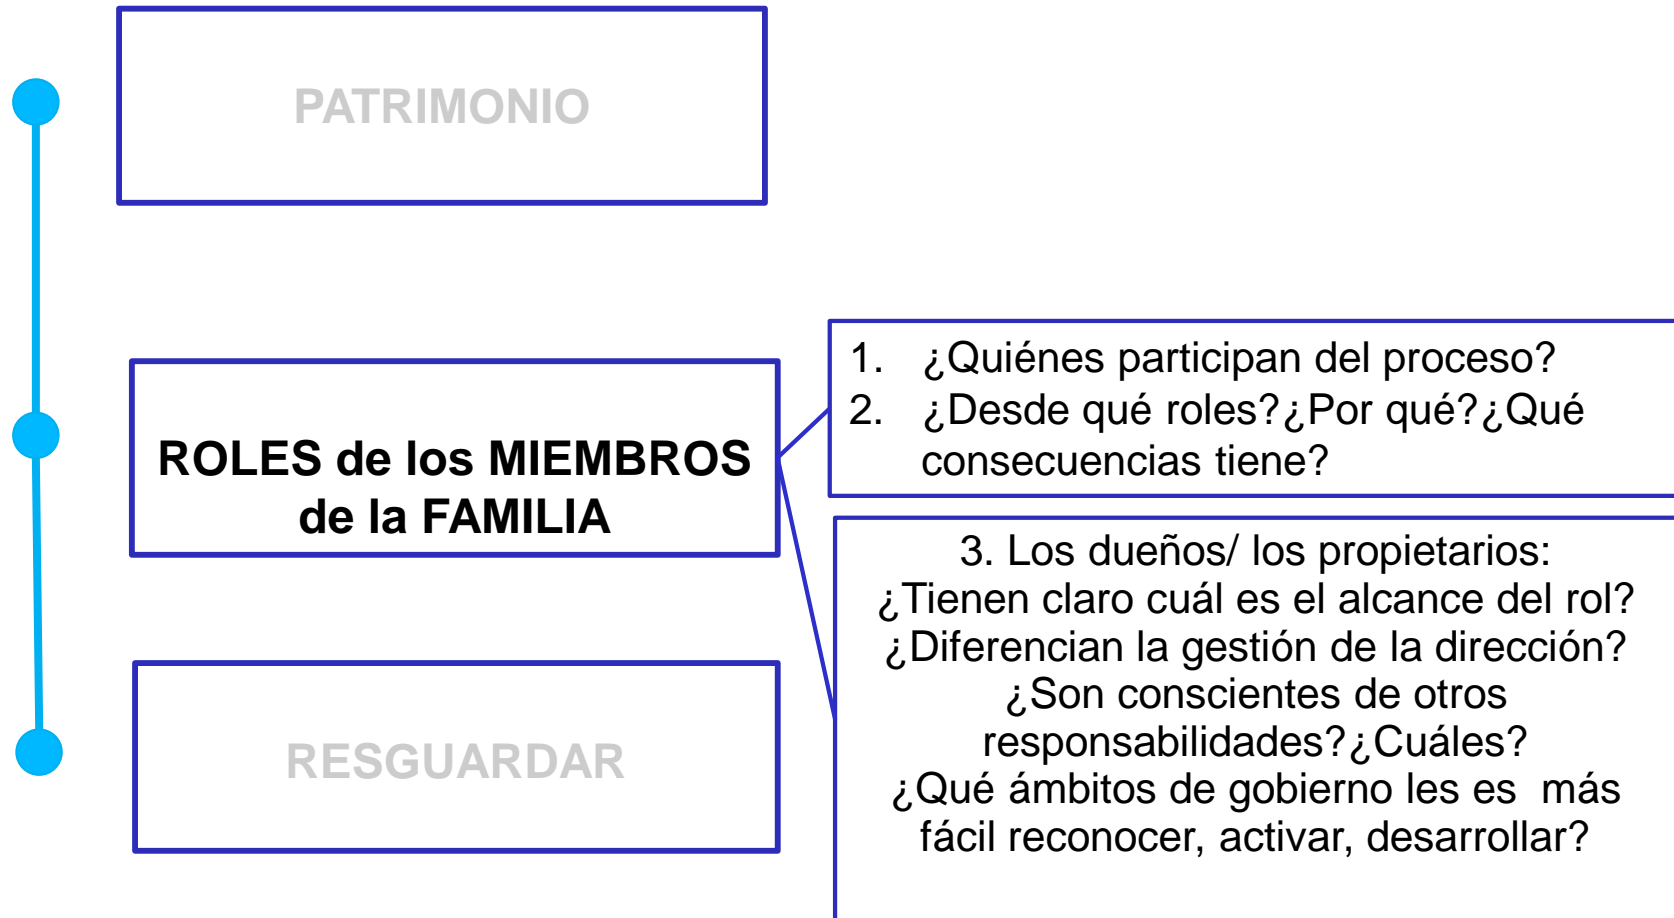 PATRIMONIO
ROLES de los MIEMBROS
de la FAMILIA
1. ¿Quiénes participan del proceso?
2. ¿Desde qué roles?¿Por qué?¿Qué
consecuencias tiene?
3. Los dueños/ los propietarios:
¿Tienen claro cuál es el alcance del rol?
¿Diferencian la gestión de la dirección?
¿Son conscientes de otros
responsabilidades?¿Cuáles?
¿Qué ámbitos de gobierno les es  más
fácil reconocer, activar, desarrollar?
RESGUARDAR